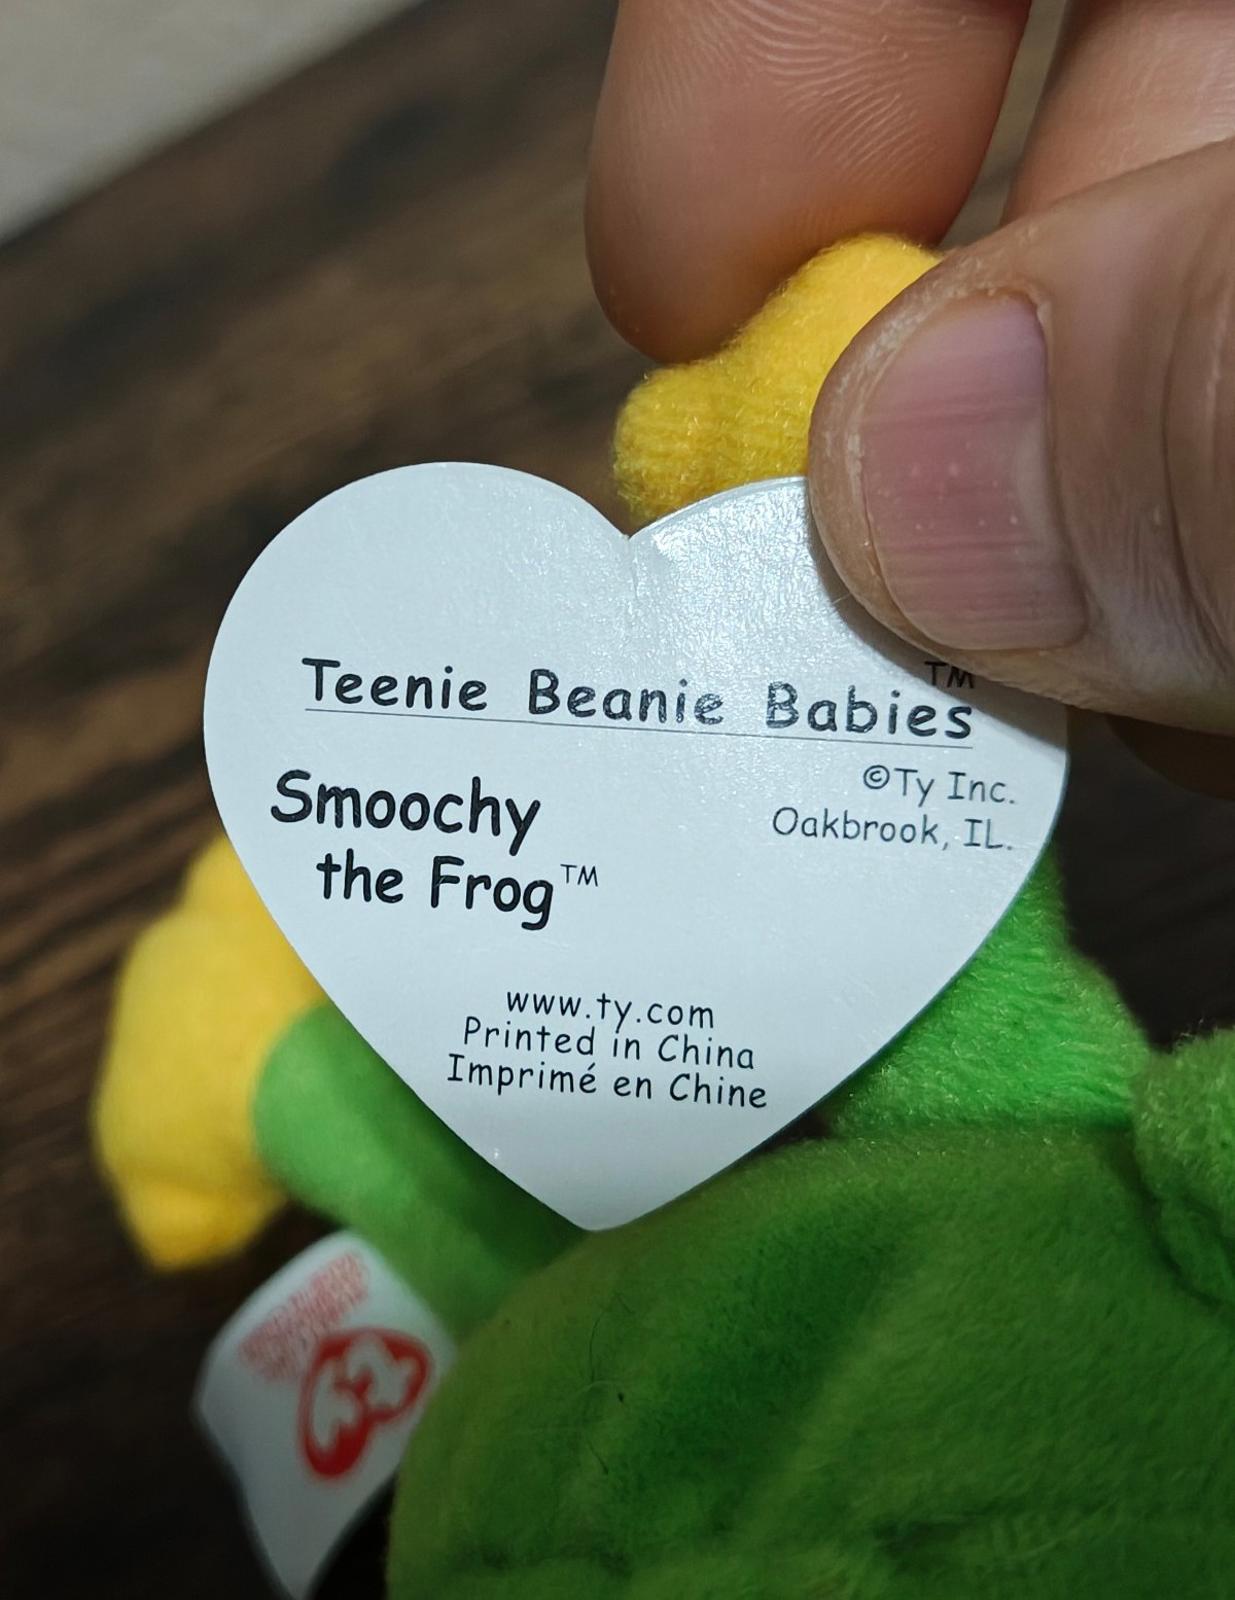 Teenie Beanie Babies™
©Ty Inc.
Oakbrook, IL.
Smoochy
the Frog™
www.ty.com
Printed in China
Imprimé en Chine
ty